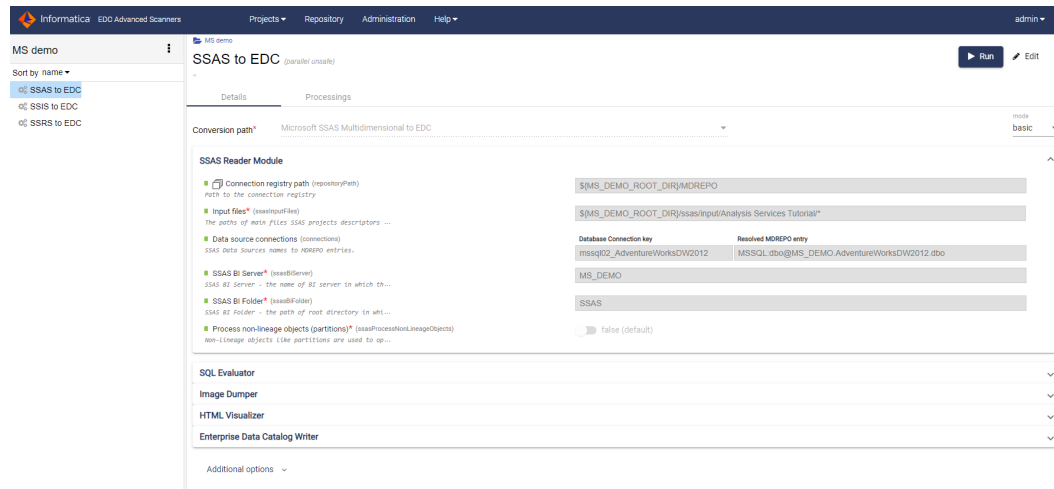 Informatica EDC Advanced Scanners Projects Repository Administration Help admin
MS demo
MS demo
SSAS to EDC (parallel unsafe)
Run Edit
-
Sort by name
SSAS to EDC
SSIS to EDC
SSRS to EDC
Details Processings
Conversion path* Microsoft SSAS Multidimensional to EDC
mode
basic
SSAS Reader Module
Connection registry path (repositoryPath)
Path to the connection registry
${MS_DEMO_ROOT_DIR}/MDREPO
Input files* (ssasInputFiles)
The paths of main files SSAS projects descriptors ...
${MS_DEMO_ROOT_DIR}/ssas/input/Analysis Services Tutorial/*
Data source connections (connections)
SSAS Data Sources names to MDREPO entries.
Database Connection key Resolved MDREPO entry
mssql02_AdventureWorksDW2012 MSSQL:dbo@MS_DEMO.AdventureWorksDW2012.dbo
SSAS BI Server* (ssasBiServer)
SSAS BI Server - the name of BI server in which th...
MS_DEMO
SSAS BI Folder* (ssasBiFolder)
SSAS BI Folder - the path of root directory in whi...
SSAS
Process non-lineage objects (partitions)* (ssasProcessNonLineageObjects)
Non-lineage objects like partitions are used to op...
false (default)
SQL Evaluator
Image Dumper
HTML Visualizer
Enterprise Data Catalog Writer
Additional options